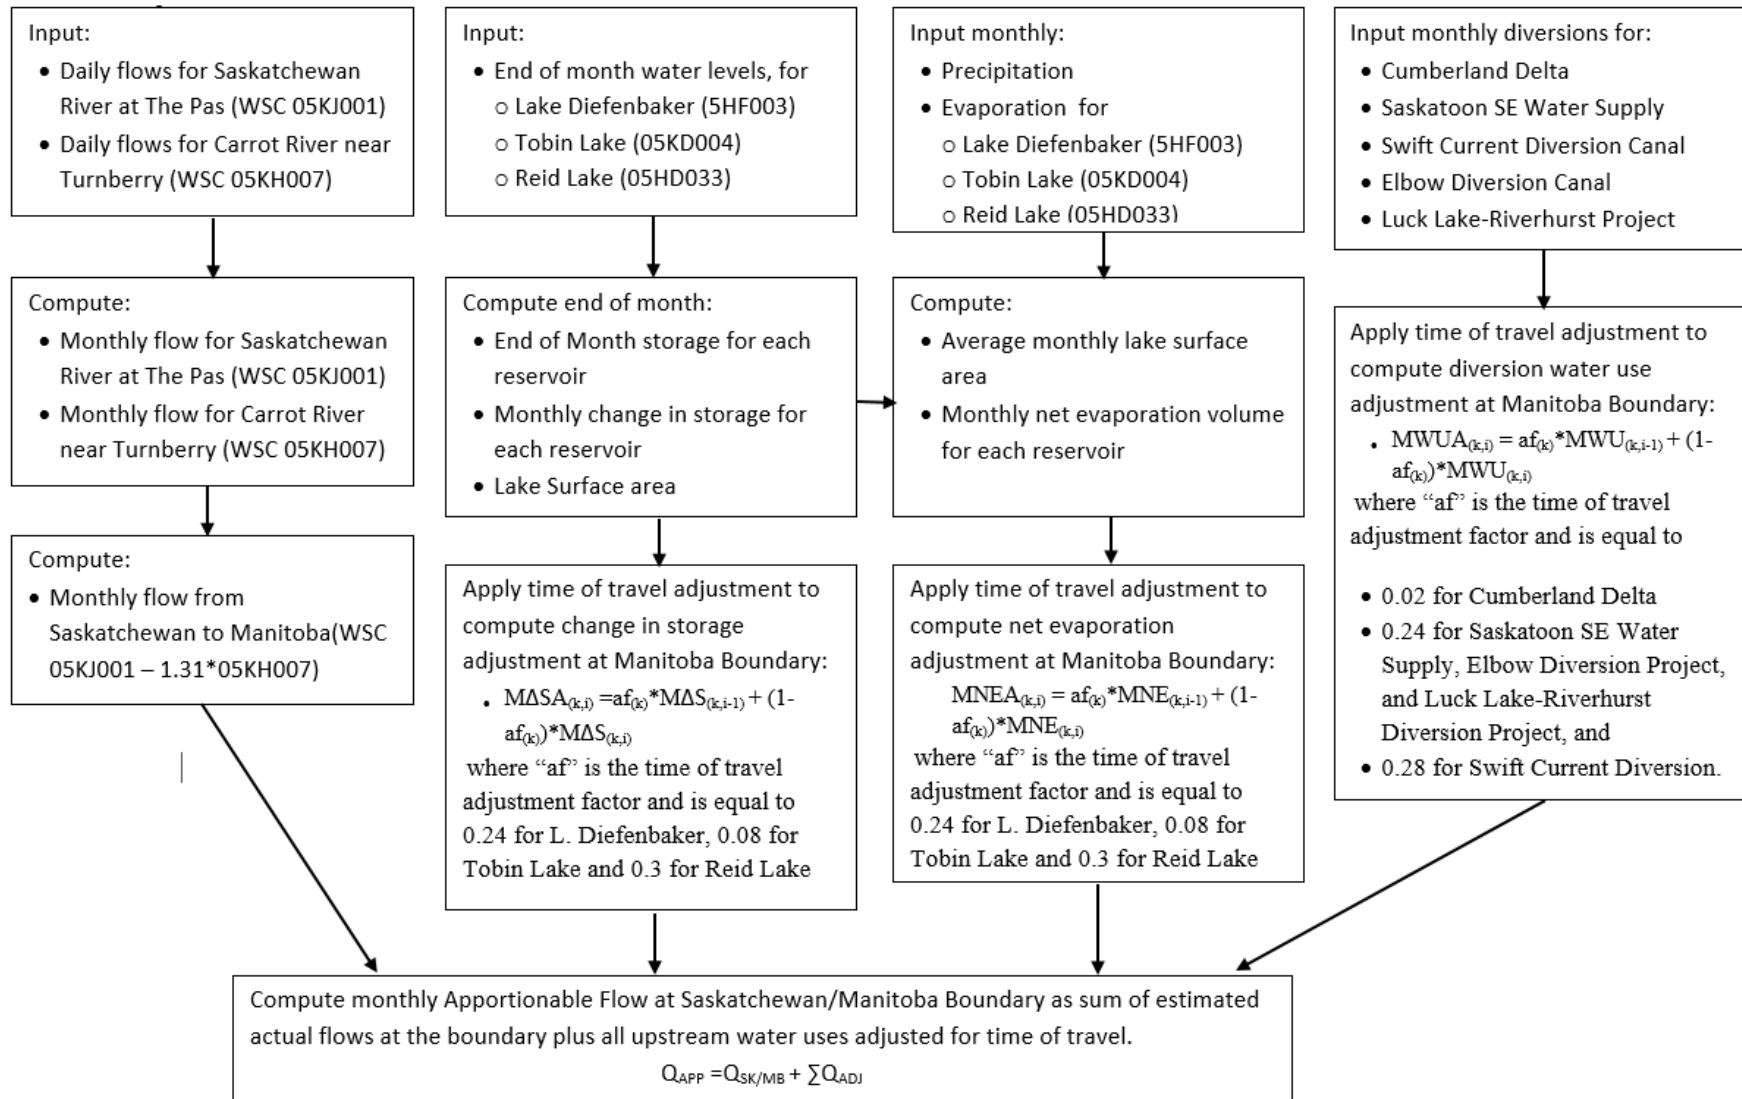 Input:
• Daily flows for Saskatchewan
River at The Pas (WSC 05KJ001)
• Daily flows for Carrot River near
Turnberry (WSC 05KH007)
Compute:
• Monthly flow for Saskatchewan
River at The Pas (WSC 05KJ001)
• Monthly flow for Carrot River
near Turnberry (WSC 05KH007)
Compute:
• Monthly flow from
Saskatchewan to Manitoba(WSC
05KJ001 – 1.31*05KH007)
Input:
• End of month water levels, for
o Lake Diefenbaker (5HF003)
o Tobin Lake (05KD004)
o Reid Lake (05HD033)
Compute end of month:
• End of Month storage for each
reservoir
• Monthly change in storage for
each reservoir
• Lake Surface area
Apply time of travel adjustment to
compute change in storage
adjustment at Manitoba Boundary:
• MΔSA(k,i) =af(k)*MΔS(k,i-1) + (1-
af(k))*MΔS(k,i)
where “af” is the time of travel
adjustment factor and is equal to
0.24 for L. Diefenbaker, 0.08 for
Tobin Lake and 0.3 for Reid Lake
Input monthly:
• Precipitation
• Evaporation for
o Lake Diefenbaker (5HF003)
o Tobin Lake (05KD004)
o Reid Lake (05HD033)
Compute:
• Average monthly lake surface
area
• Monthly net evaporation volume
for each reservoir
Apply time of travel adjustment to
compute net evaporation
adjustment at Manitoba Boundary:
MNEA(k,i) = af(k)*MNE(k,i-1) + (1-
af(k))*MNE(k,i)
where “af” is the time of travel
adjustment factor and is equal to
0.24 for L. Diefenbaker, 0.08 for
Tobin Lake and 0.3 for Reid Lake
Input monthly diversions for:
• Cumberland Delta
• Saskatoon SE Water Supply
• Swift Current Diversion Canal
• Elbow Diversion Canal
• Luck Lake-Riverhurst Project
Apply time of travel adjustment to
compute diversion water use
adjustment at Manitoba Boundary:
• MWUA(k,i) = af(k)*MWU(k,i-1) + (1-
af(k))*MWU(k,i)
where “af” is the time of travel
adjustment factor and is equal to
• 0.02 for Cumberland Delta
• 0.24 for Saskatoon SE Water
Supply, Elbow Diversion Project,
and Luck Lake-Riverhurst
Diversion Project, and
• 0.28 for Swift Current Diversion.
Compute monthly Apportionable Flow at Saskatchewan/Manitoba Boundary as sum of estimated
actual flows at the boundary plus all upstream water uses adjusted for time of travel.
QAPP =QSK/MB + ∑QADJ